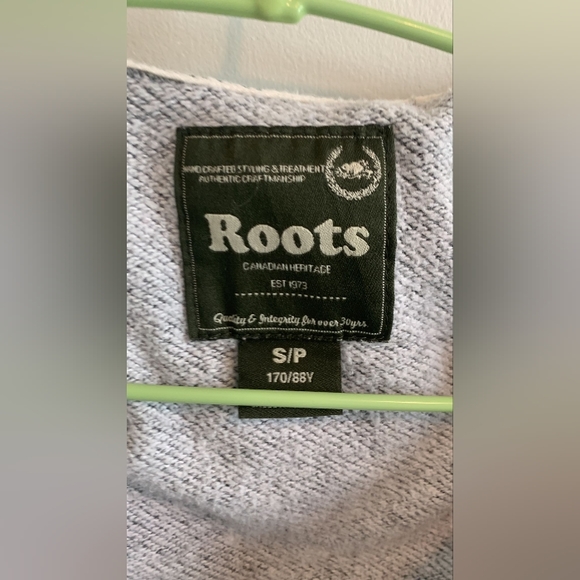 HAND CRAFTED STYLING & TREATMENT
AUTHENTIC CRAFTMANSHIP
Roots
CANADIAN HERITAGE
EST 1973
Quality & Integrity for over 30yrs.
S/P
170/88Y